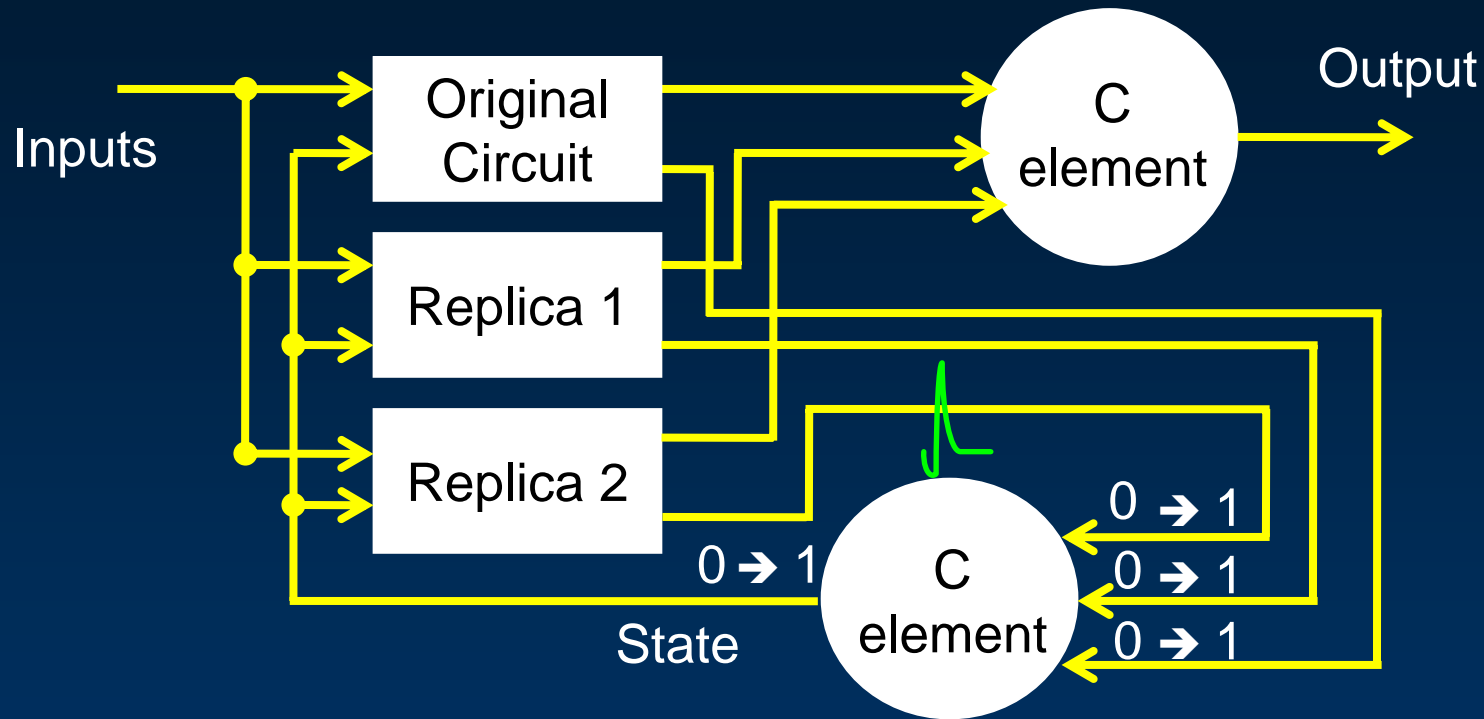 Inputs
Original
Circuit
Replica 1
Replica 2
C
element
Output
0 ➔ 1
0 ➔ 1
0 ➔ 1
0 ➔ 1
C
element
State